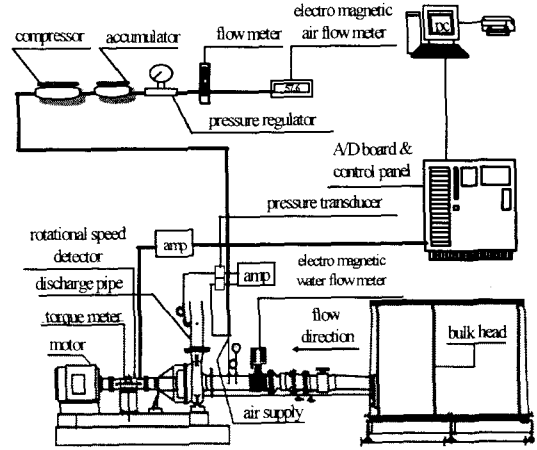 electro magnetic
air flow meter
compressor
accumulator
flow meter
PC
57.6
pressure regulator
A/D board &
control panel
pressure transducer
rotational speed
detector
amp
amp
electro magnetic
water flow meter
discharge pipe
torque meter
flow
direction
bulk head
motor
air supply